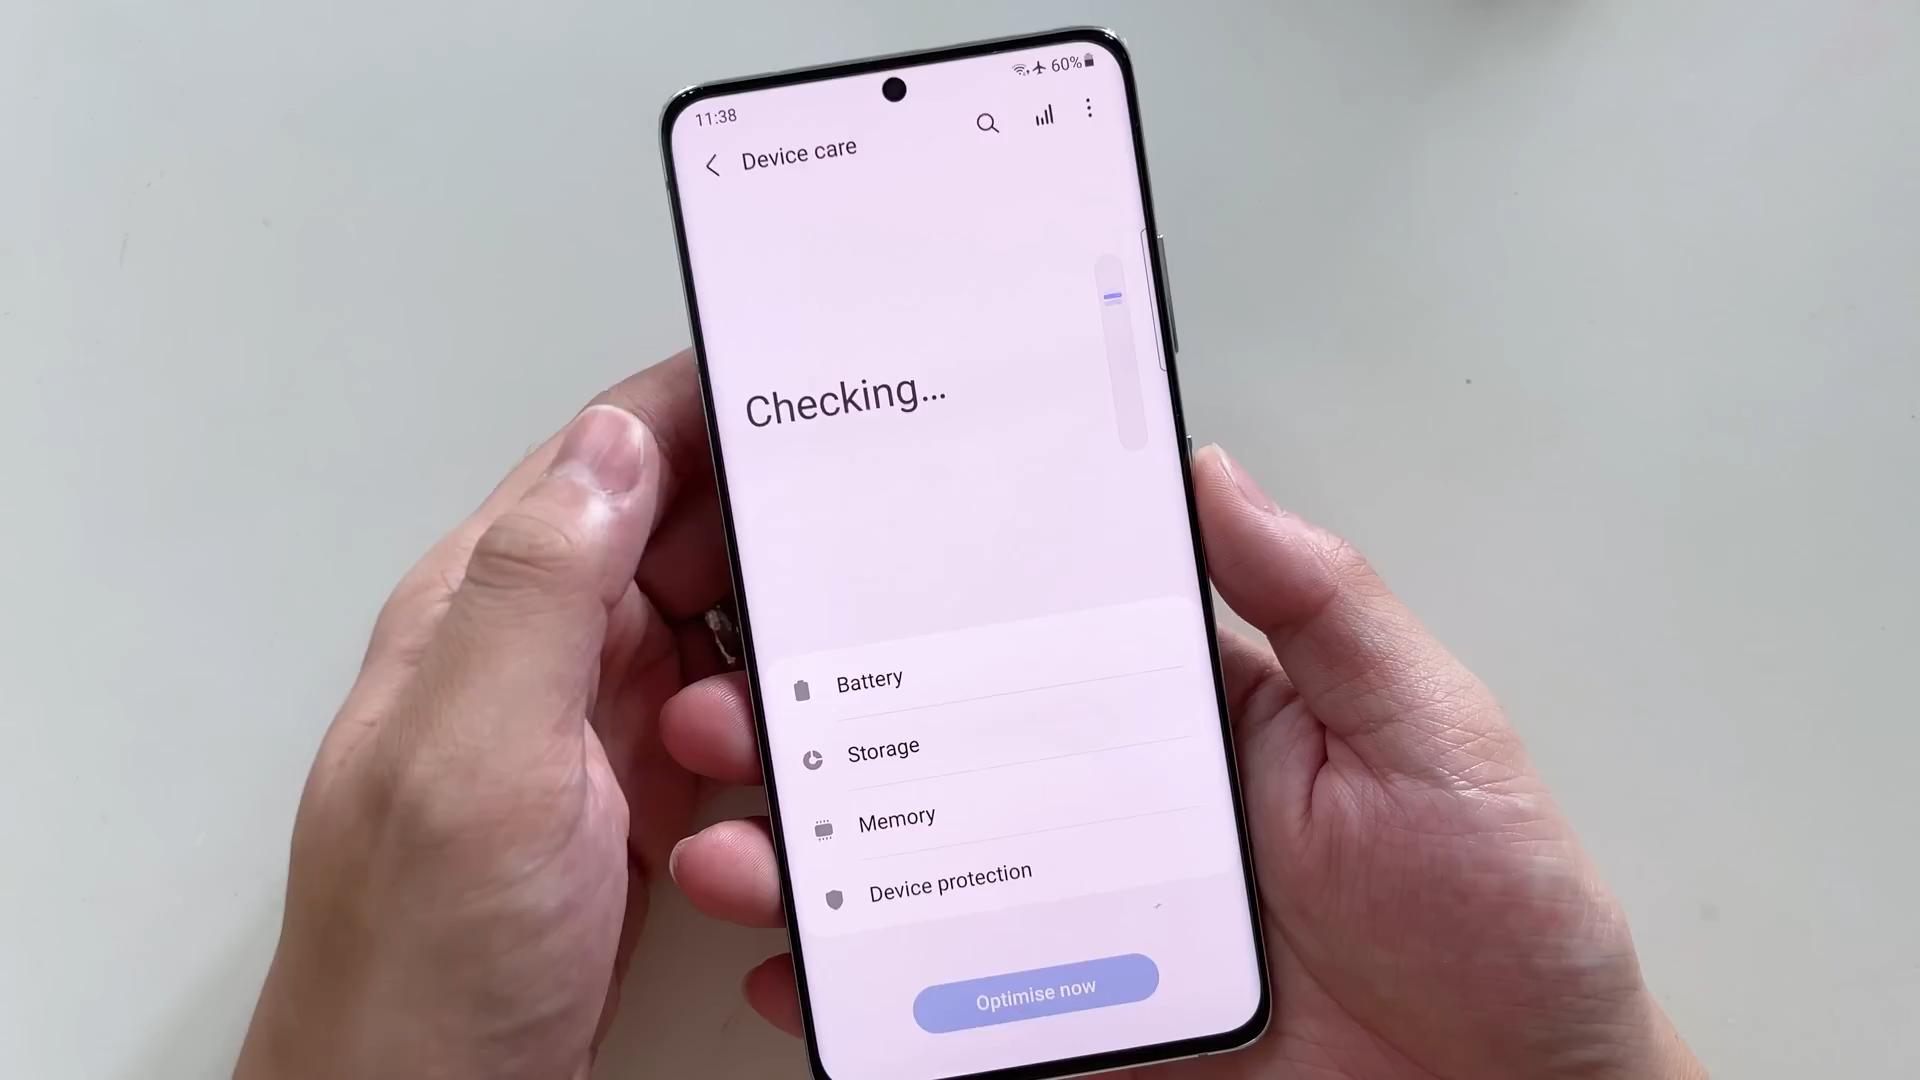 11:38
60%
Device care
Checking...
Battery
Storage
Memory
Device protection
Optimise now